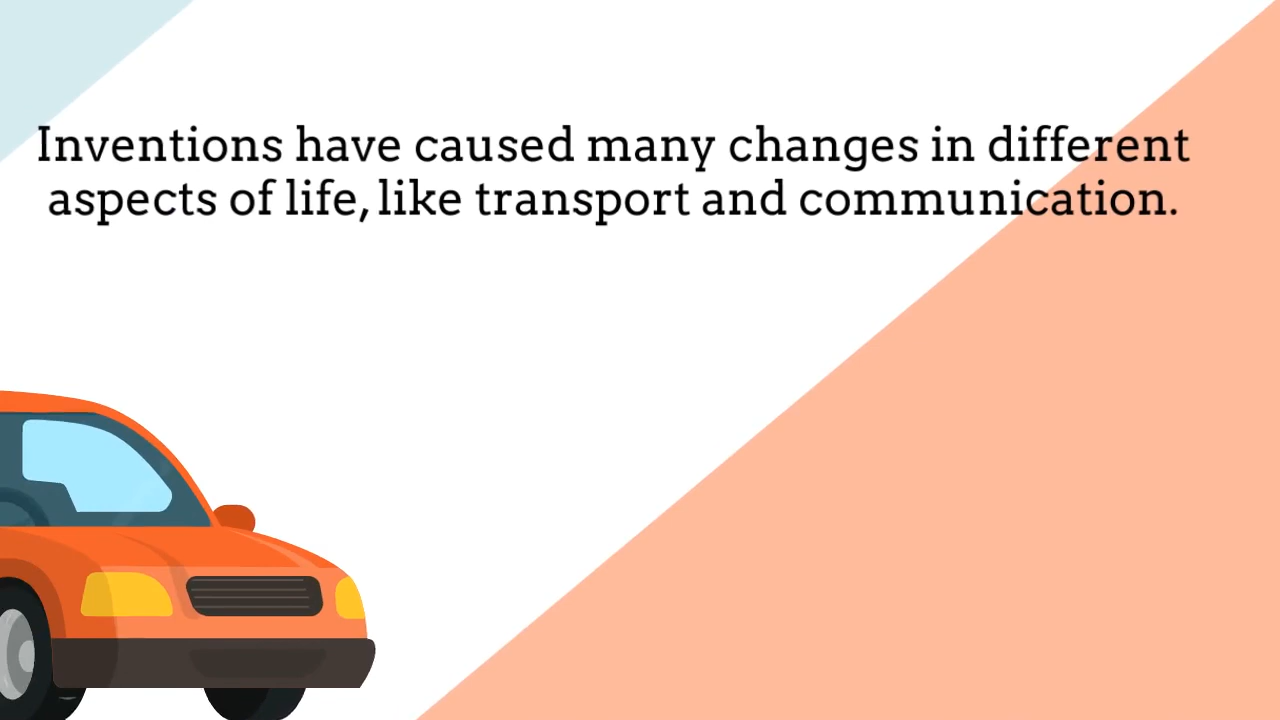 Inventions have caused many changes in different
aspects of life, like transport and communication.